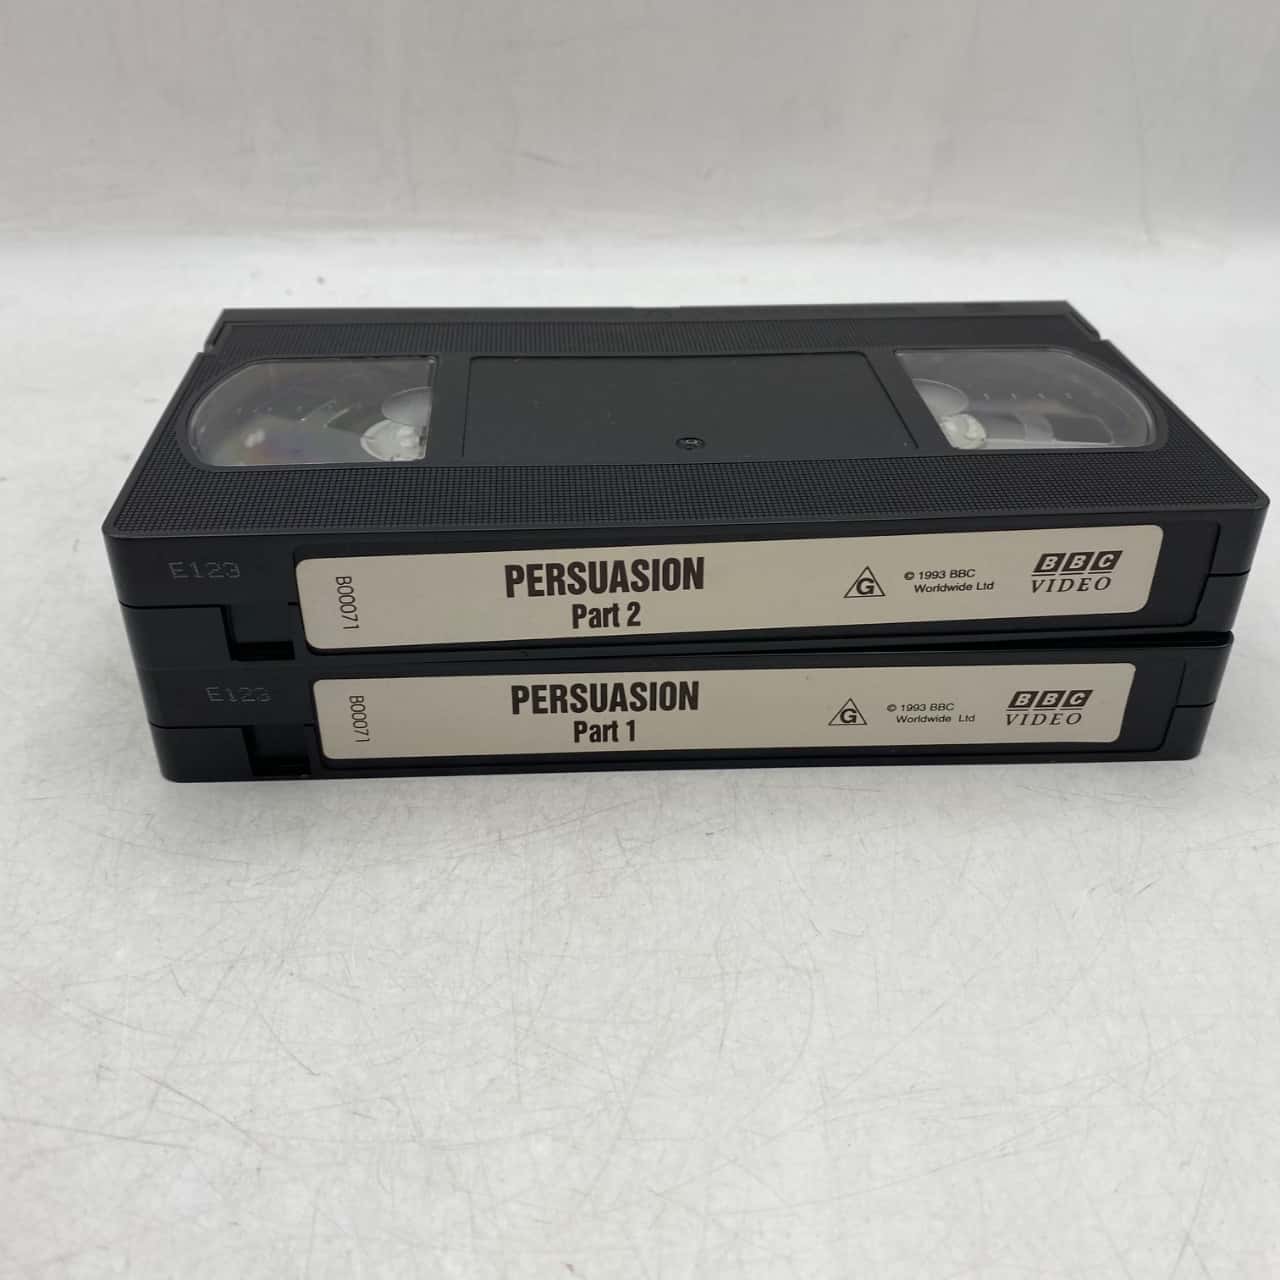 E123
B00071
PERSUASION
Part 2
G
© 1993 BBC
Worldwide Ltd
BBC
VIDEO
E123
B00071
PERSUASION
Part 1
G
© 1993 BBC
Worldwide Ltd
BBC
VIDEO